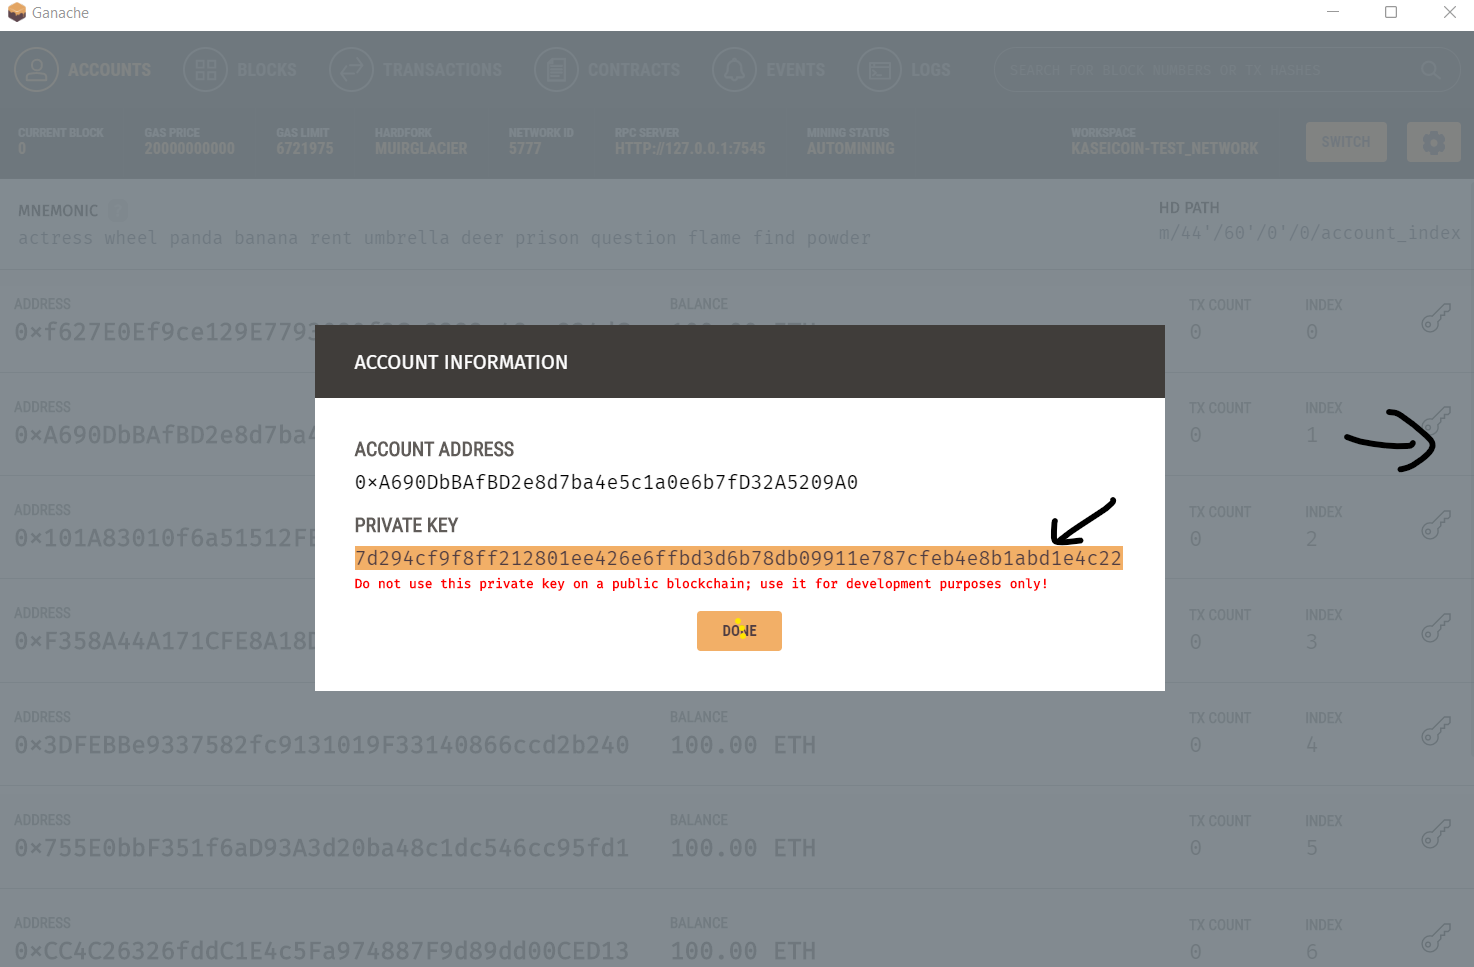 Ganache
ACCOUNTS BLOCKS TRANSACTIONS CONTRACTS EVENTS LOGS SEARCH FOR BLOCK NUMBERS OR TX HASHES
CURRENT BLOCK GAS PRICE GAS LIMIT HARDFORK NETWORK ID RPC SERVER MINING STATUS WORKSPACE
0 20000000000 6721975 MUIRGLACIER 5777 HTTP://127.0.0.1:7545 AUTOMINING KASEICOIN-TEST_NETWORK SWITCH
MNEMONIC HD PATH
actress wheel panda banana rent umbrella deer prison question flame find powder m/44'/60'/0'/0/account_index
ADDRESS BALANCE TX COUNT INDEX
0×f627E0Ef9ce129E779 0 0
ACCOUNT INFORMATION
ADDRESS TX COUNT INDEX
0×A690DbBAfBD2e8d7ba4 0 1
ACCOUNT ADDRESS
0×A690DbBAfBD2e8d7ba4e5c1a0e6b7fD32A5209A0
ADDRESS TX COUNT INDEX
0×101A83010f6a51512F 0 2
PRIVATE KEY
7d294cf9f8ff212801ee426e6ffbd3d6b78db09911e787cfeb4e8b1abd1e4c22
Do not use this private key on a public blockchain; use it for development purposes only!
ADDRESS TX COUNT INDEX
0×F358A44A171CFE8A18D 0 3
DONE
ADDRESS BALANCE TX COUNT INDEX
0×3DFEBBe9337582fc9131019F33140866ccd2b240 100.00 ETH 0 4
ADDRESS BALANCE TX COUNT INDEX
0×755E0bbF351f6aD93A3d20ba48c1dc546cc95fd1 100.00 ETH 0 5
ADDRESS BALANCE TX COUNT INDEX
0×CC4C26326fddC1E4c5Fa974887F9d89dd00CED13 100.00 ETH 0 6